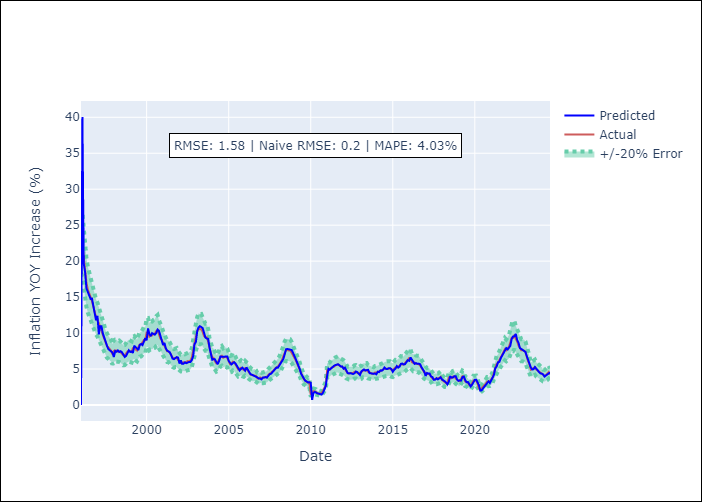 RMSE: 1.58 | Naive RMSE: 0.2 | MAPE: 4.03%
Predicted
Actual
+/-20% Error
Inflation YOY Increase (%)
40
35
30
25
20
15
10
5
0
2000
2005
2010
2015
2020
Date